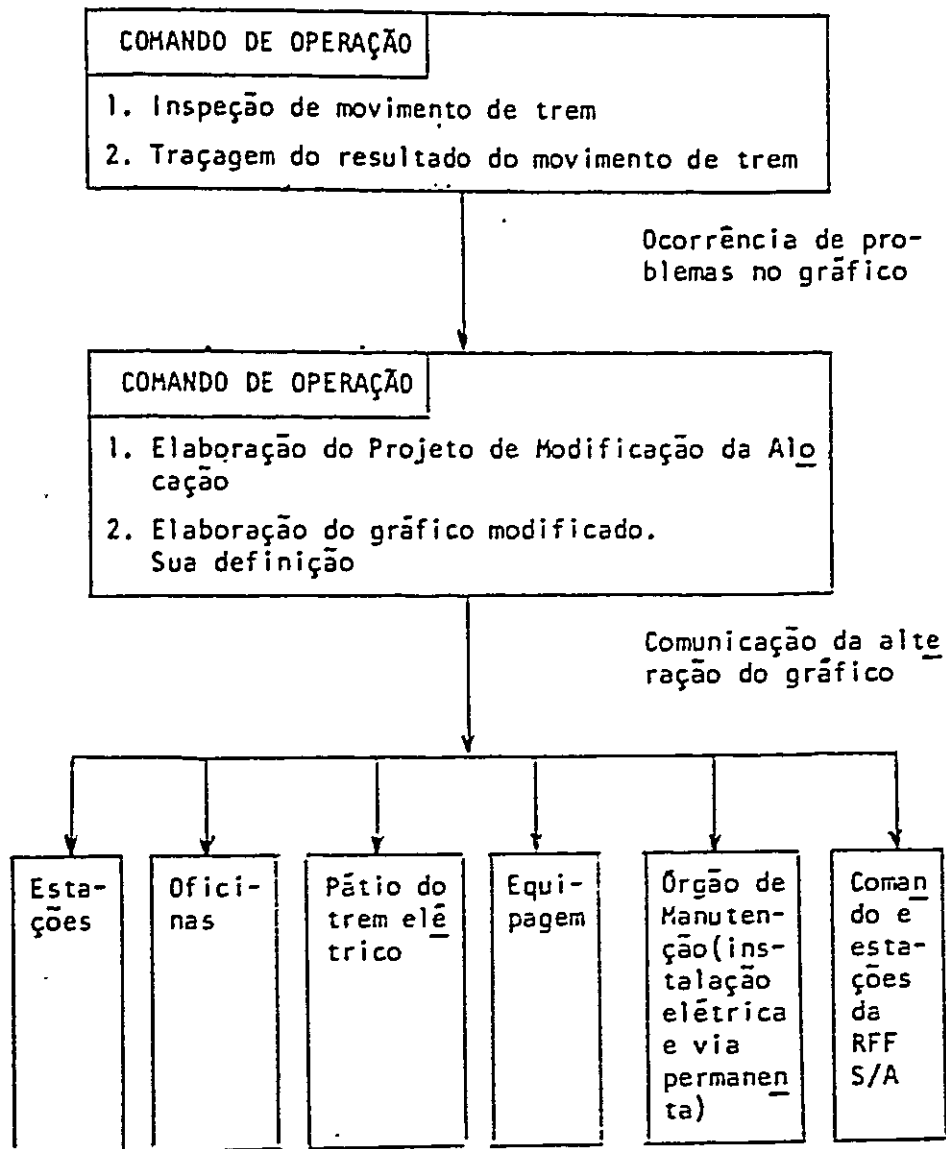 COMANDO DE OPERAÇÃO
1. Inspeção de movimento de trem
2. Traçagem do resultado do movimento de trem
Ocorrência de pro-
blemas no gráfico
COMANDO DE OPERAÇÃO
1. Elaboração do Projeto de Modificação da Alo
cação
2. Elaboração do gráfico modificado.
Sua definição
Comunicação da alte
ração do gráfico
Esta-
ções
Ofici-
nas
Pátio do
trem elé
trico
Equi-
pagem
Órgão de
Manuten-
ção(ins-
talação
elétrica
e via
permanen
ta)
Coman
do e
esta-
ções
da
RFF
S/A